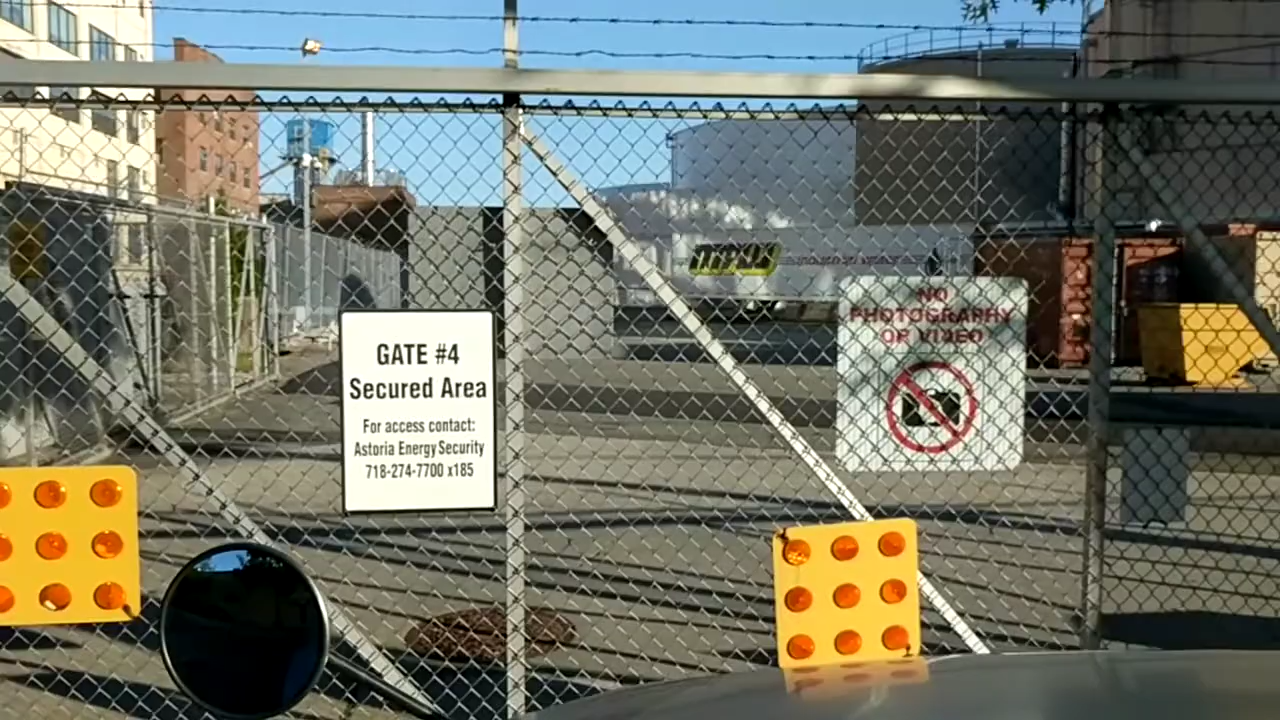 GATE #4
Secured Area
For access contact:
Astoria Energy Security
718-274-7700 x185
NO
PHOTOGRAPHY
OR VIDEO